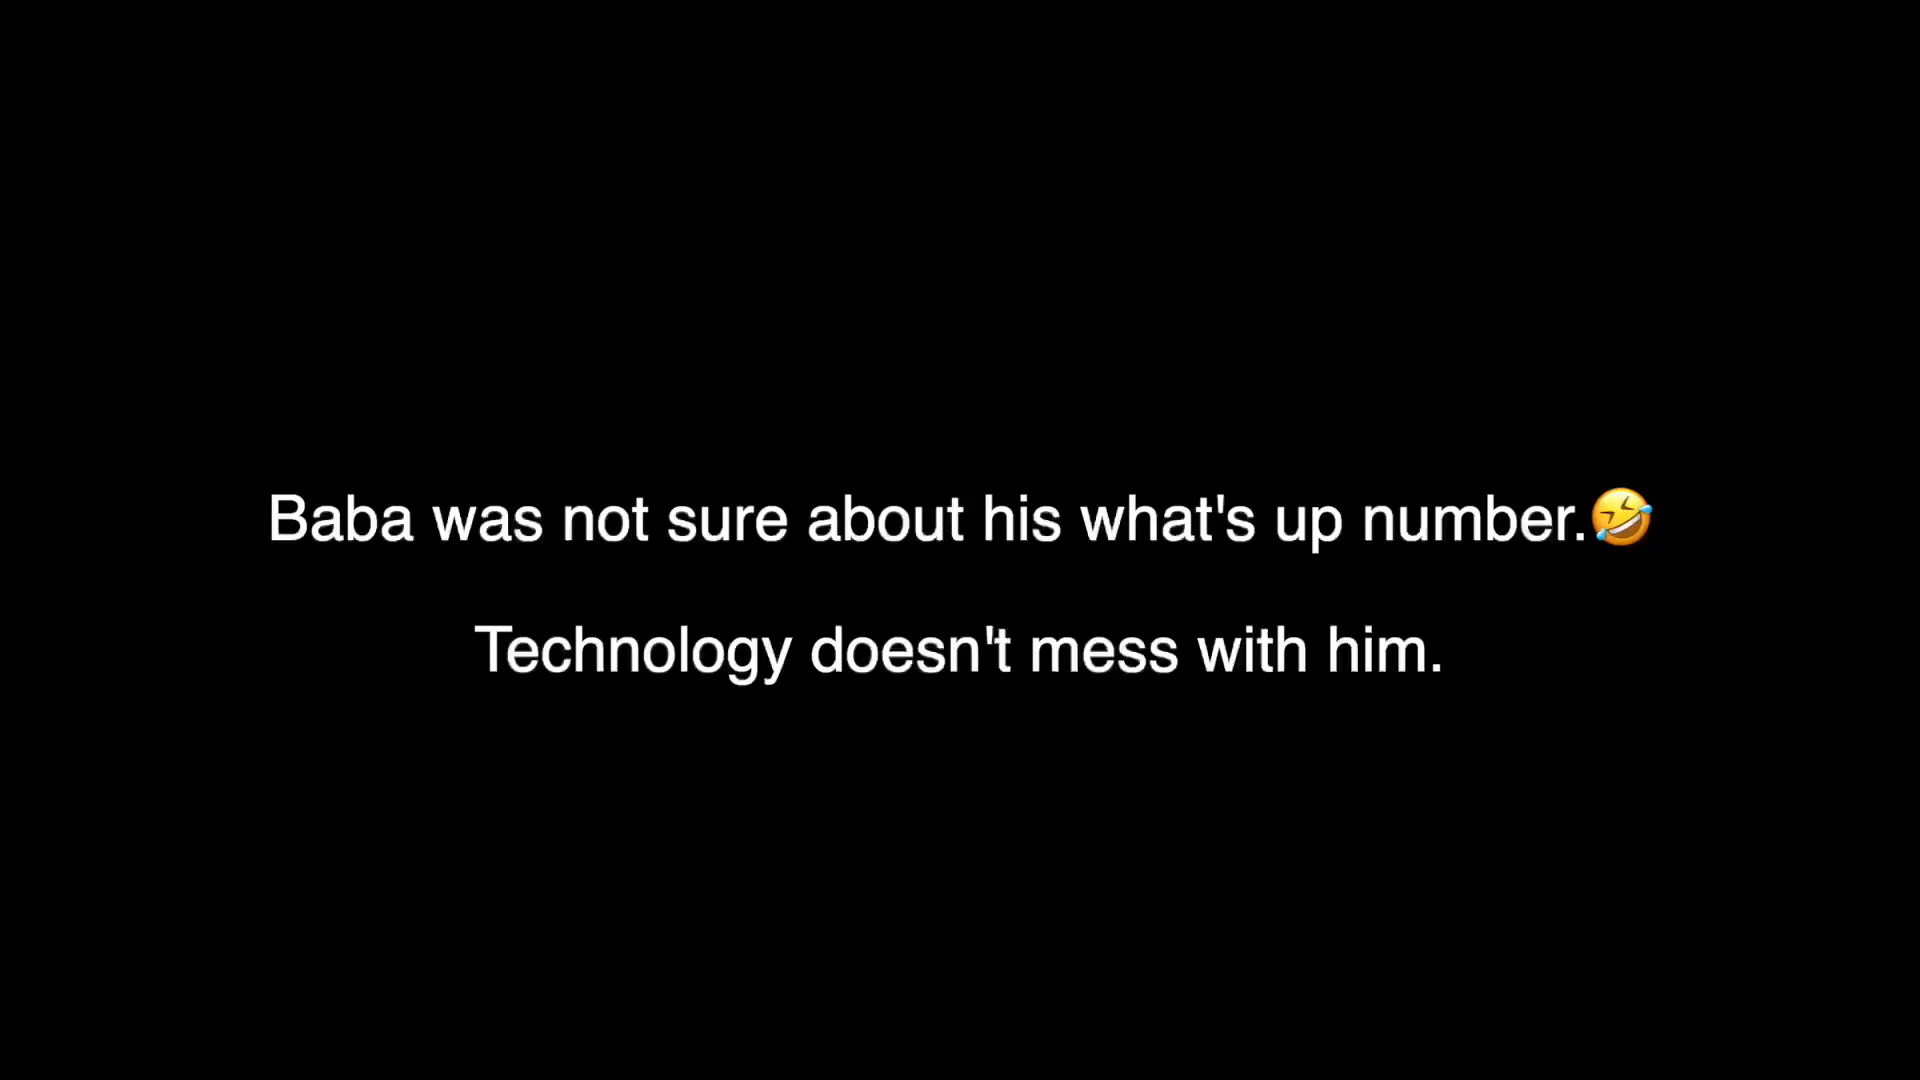 Baba was not sure about his what's up number.🤣
Technology doesn't mess with him.